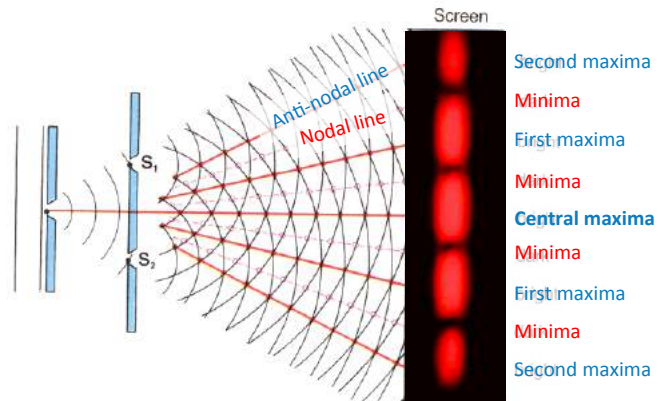 Screen
Second maxima
Anti-nodal line
Minima
Nodal line
First maxima
S1
Minima
Central maxima
Minima
S2
First maxima
Minima
Second maxima